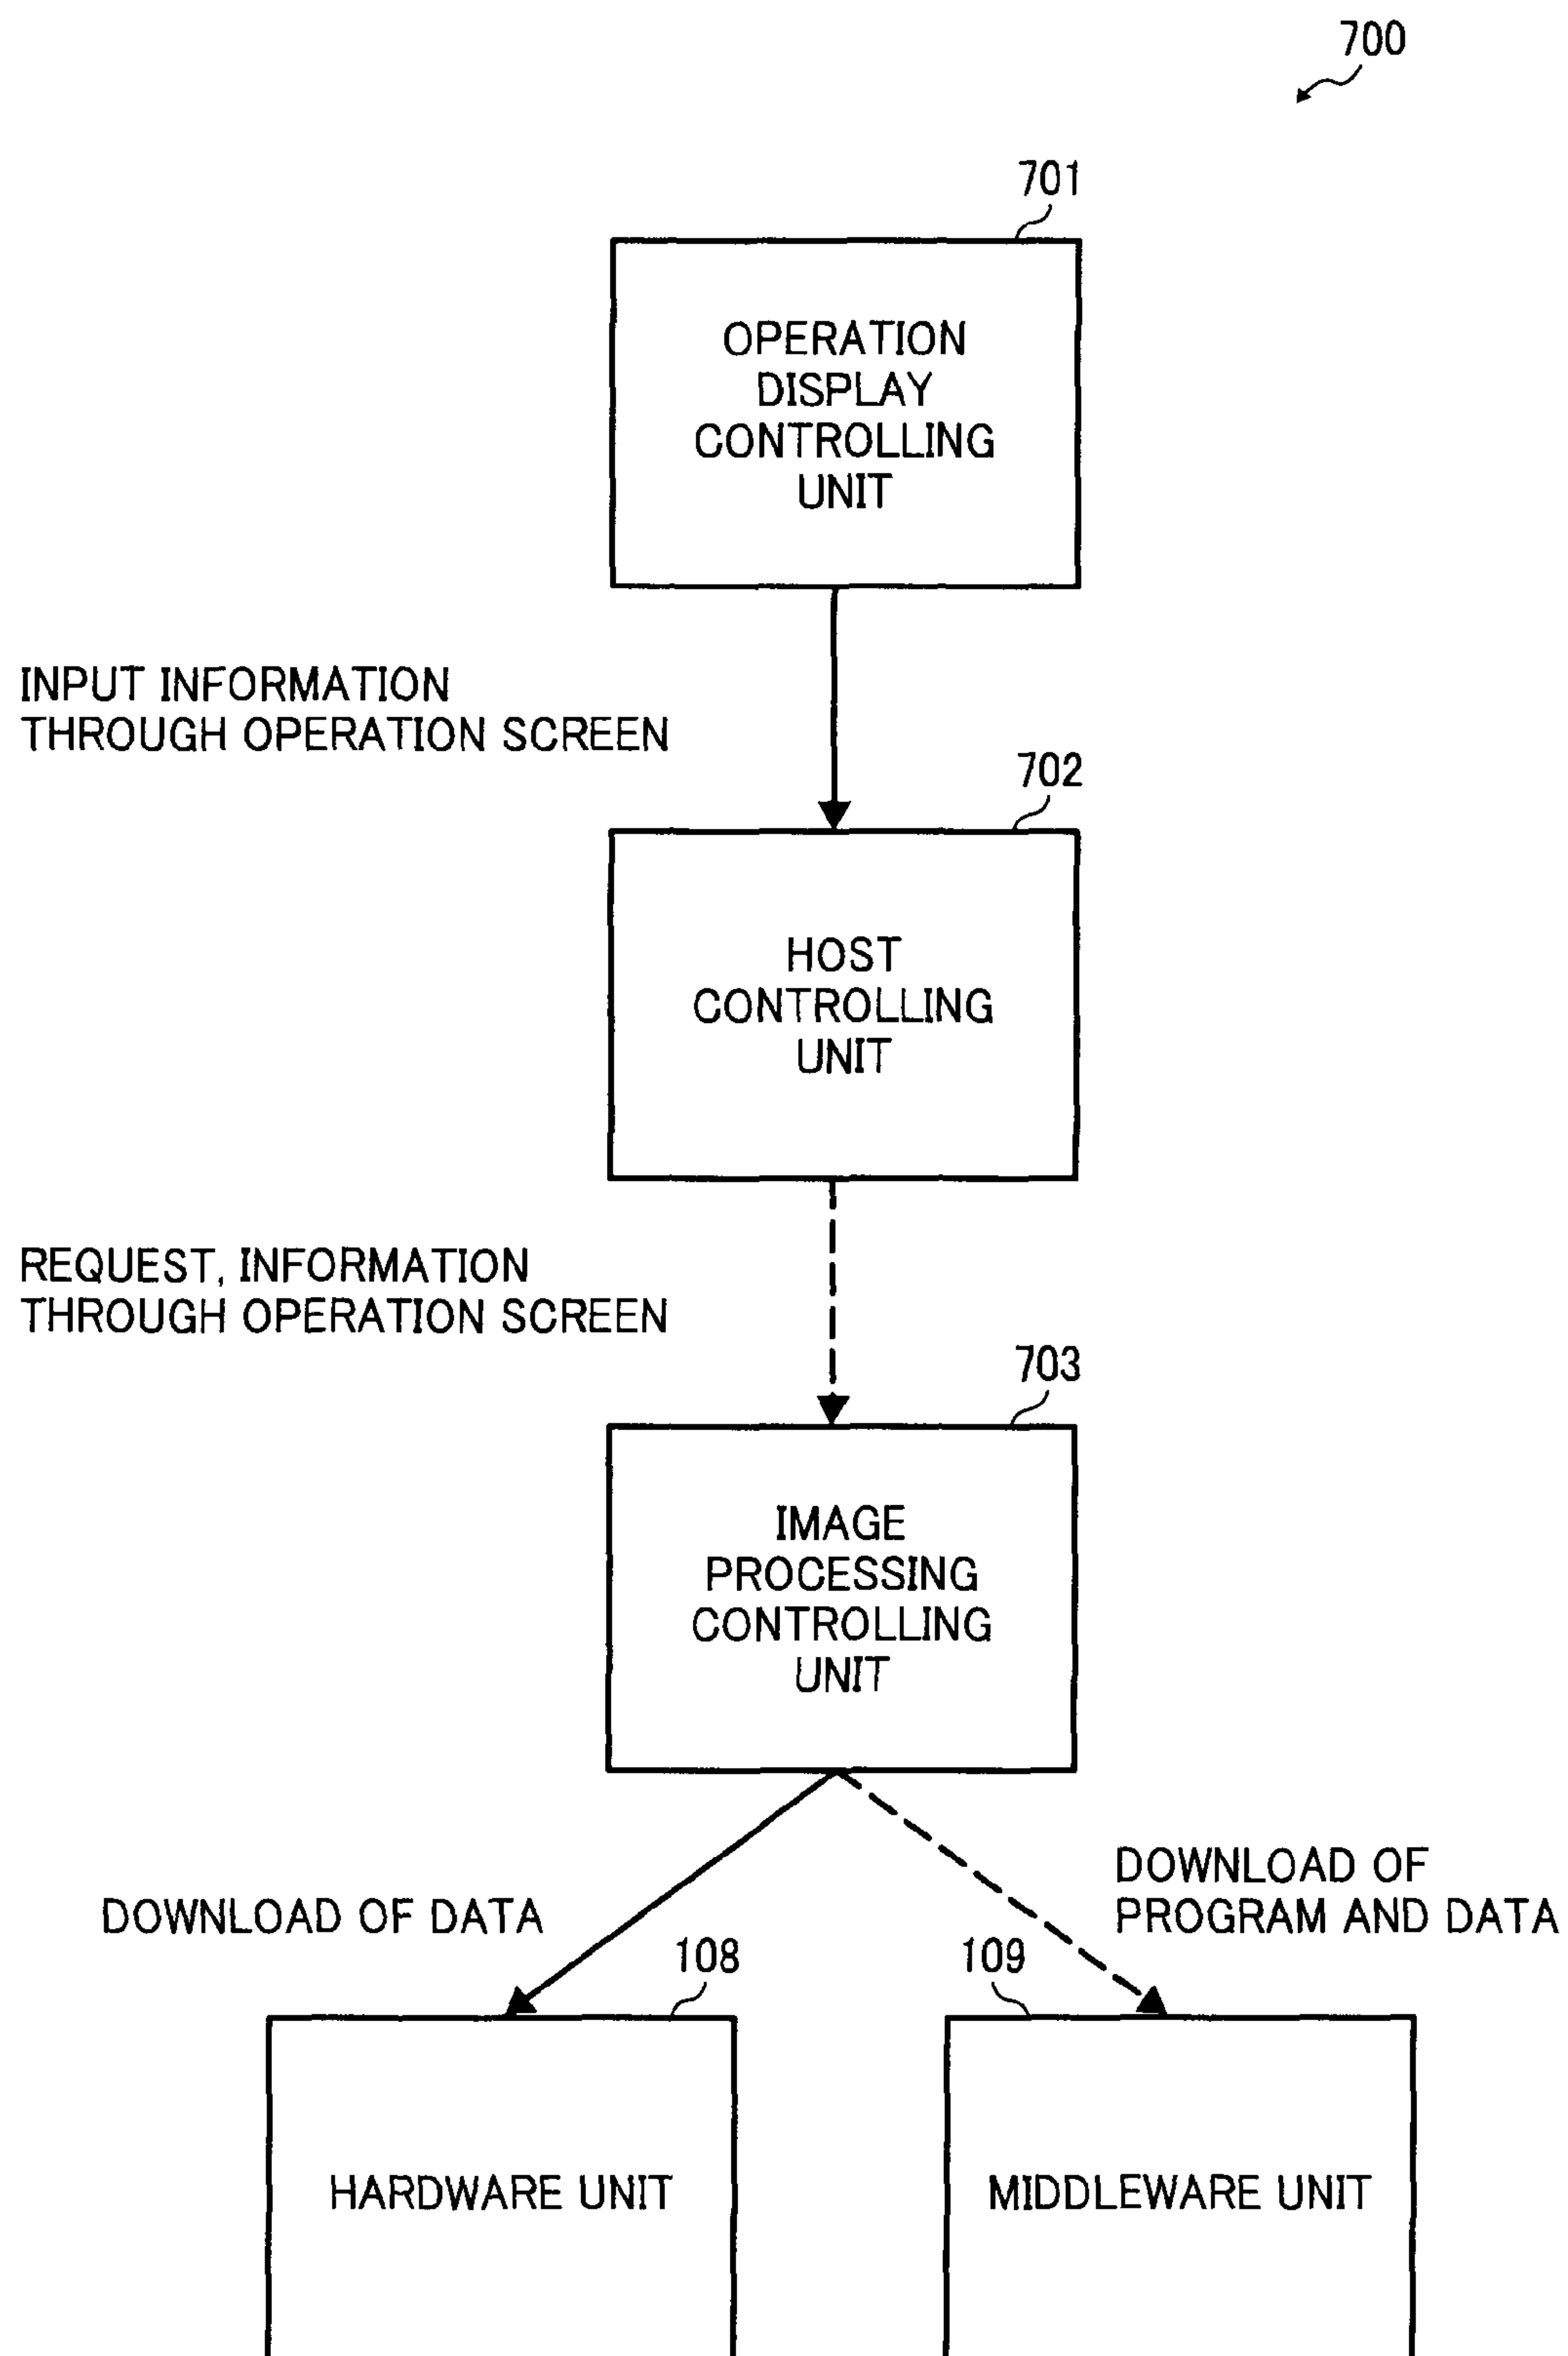 700
701
OPERATION
DISPLAY
CONTROLLING
UNIT
INPUT INFORMATION
THROUGH OPERATION SCREEN
702
HOST
CONTROLLING
UNIT
REQUEST, INFORMATION
THROUGH OPERATION SCREEN
703
IMAGE
PROCESSING
CONTROLLING
UNIT
DOWNLOAD OF
PROGRAM AND DATA
DOWNLOAD OF DATA
108
109
HARDWARE UNIT
MIDDLEWARE UNIT